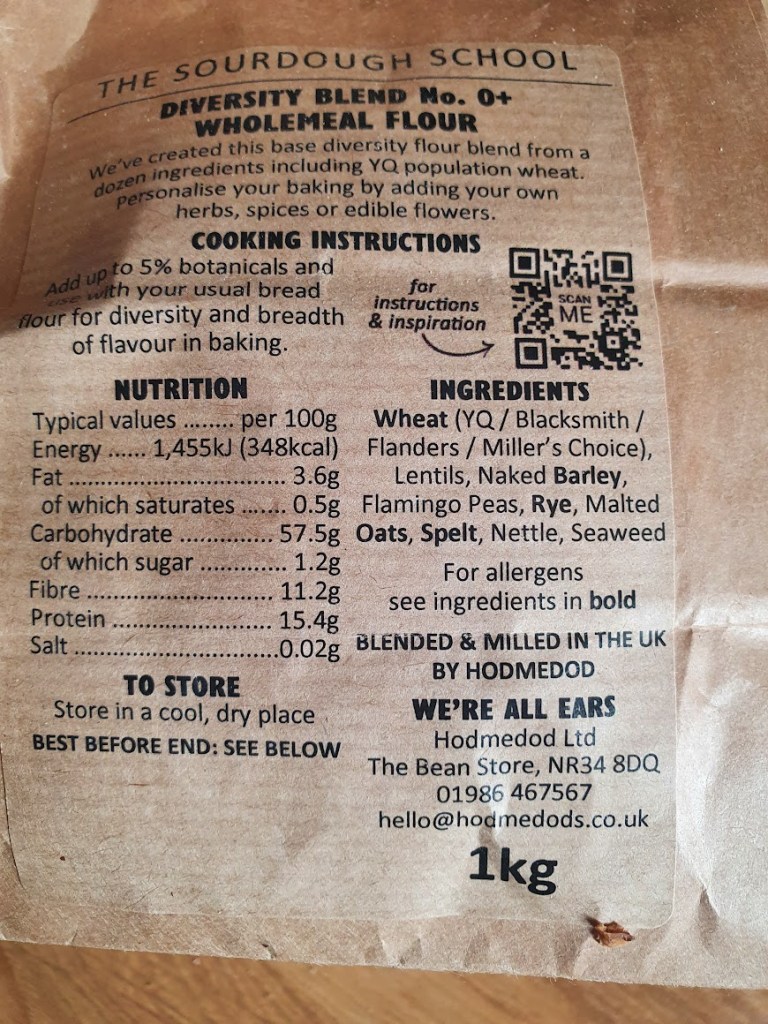 THE SOURDOUGH SCHOOL
DIVERSITY BLEND No. 0+
WHOLEMEAL FLOUR
We've created this base diversity flour blend from a
dozen ingredients including YQ population wheat.
Personalise your baking by adding your own
herbs, spices or edible flowers.
COOKING INSTRUCTIONS
Add up to 5% botanicals and
use with your usual bread
flour for diversity and breadth
of flavour in baking.
for
instructions
& inspiration
SCAN
ME
NUTRITION
Typical values ........ per 100g
Energy ...... 1,455kJ (348kcal)
Fat .................................. 3.6g
of which saturates ....... 0.5g
Carbohydrate .............. 57.5g
of which sugar ............... 1.2g
Fibre ............................. 11.2g
Protein ......................... 15.4g
Salt ................................0.02g
TO STORE
Store in a cool, dry place
BEST BEFORE END: SEE BELOW
INGREDIENTS
Wheat (YQ / Blacksmith /
Flanders / Miller's Choice),
Lentils, Naked Barley,
Flamingo Peas, Rye, Malted
Oats, Spelt, Nettle, Seaweed
For allergens
see ingredients in bold
BLENDED & MILLED IN THE UK
BY HODMEDOD
WE'RE ALL EARS
Hodmedod Ltd
The Bean Store, NR34 8DQ
01986 467567
hello@hodmedods.co.uk
1kg